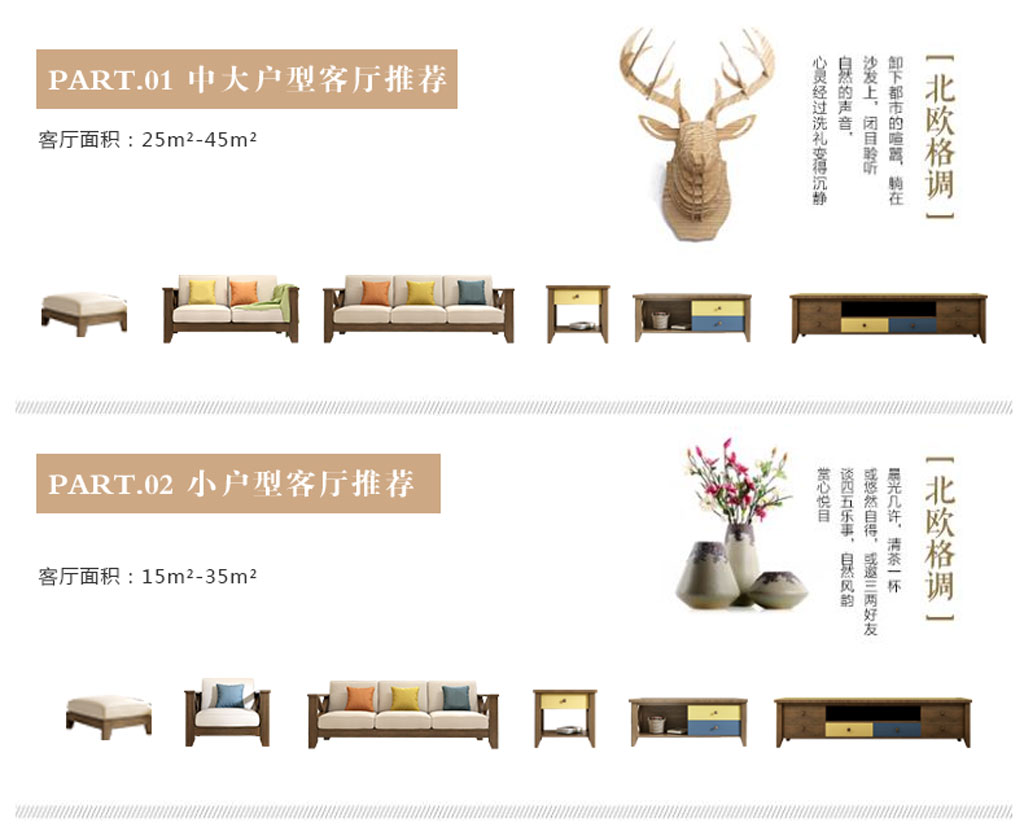 PART.01 中大户型客厅推荐
客厅面积：25m²-45m²
[北欧格调]
卸下都市的喧嚣，躺在
沙发上，闭目聆听
自然的声音，
心灵经过洗礼变得沉静
PART.02 小户型客厅推荐
客厅面积：15m²-35m²
[北欧格调]
晨光几许，清茶一杯
或悠然自得，或邀三两好友
谈四五乐事，自然风韵
赏心悦目